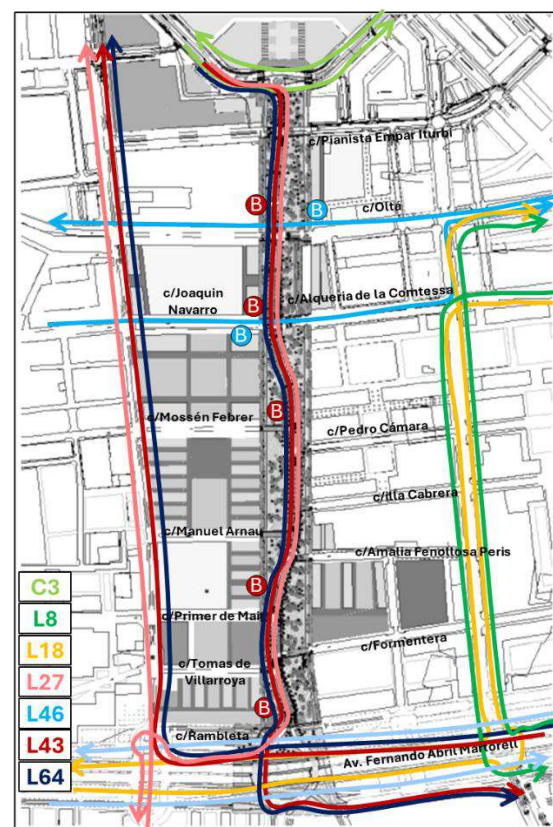 c/Pianista Empar Iturbi
B
B
c/Olta
c/Joaquin
Navarro
c/Alqueria de la Comtessa
B
B
c/Mossén Febrer
B
c/Pedro Cámara
c/illa Cabrera
c/Manuel Arnau
c/Amalia Fenollosa Peris
B
c/Primer de Mai
c/Formentera
c/Tomas de
Villarroya
B
c/Rambleta
Av. Fernando Abril Martorell
C3
L8
L18
L27
L46
L43
L64